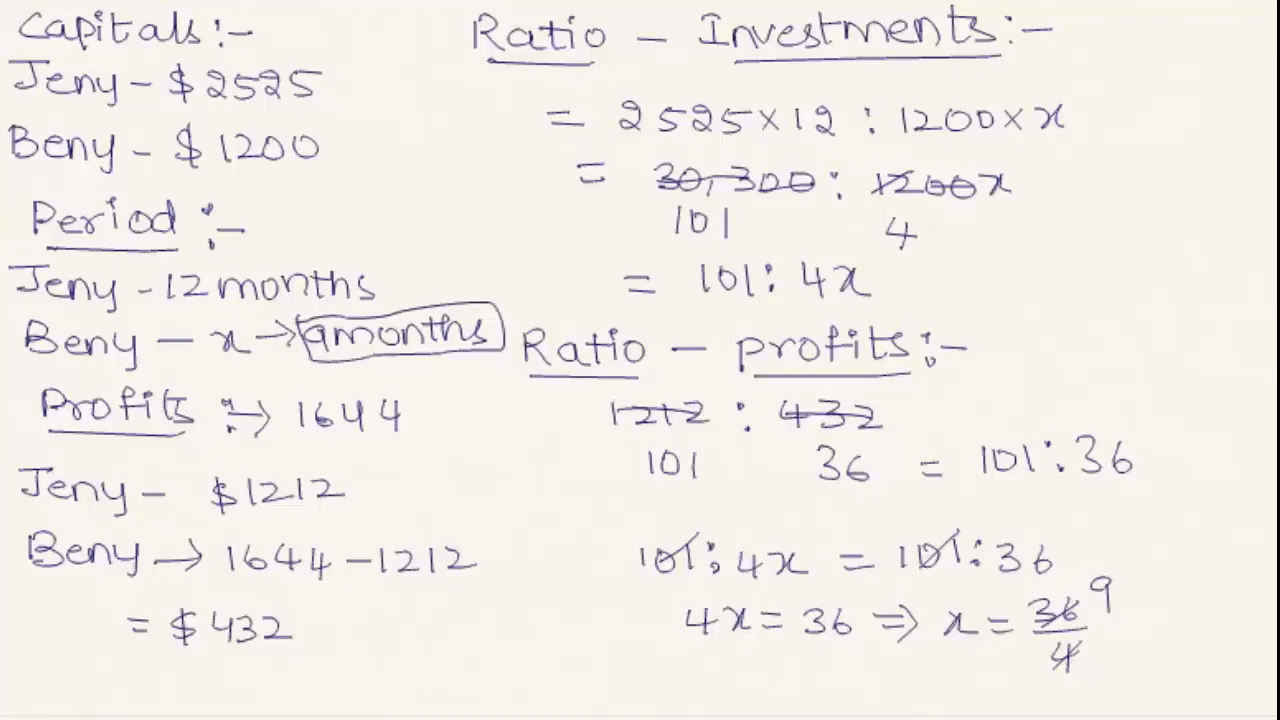 Capitals:-
Jeny - $2525
Beny - $1200
Period :-
Jeny - 12 months
Beny - x → 9months
Profits :→ 1644
Jeny - $1212
Beny → 1644 - 1212
= $432
Ratio - Investments:-
= 2525 × 12 : 1200 × x
= 30,300 : 1200x
101 4
= 101 : 4x
Ratio - profits:-
1212 : 432
101 36 = 101 : 36
101 : 4x = 101 : 36
4x = 36 ⇒ x = 36/4 9